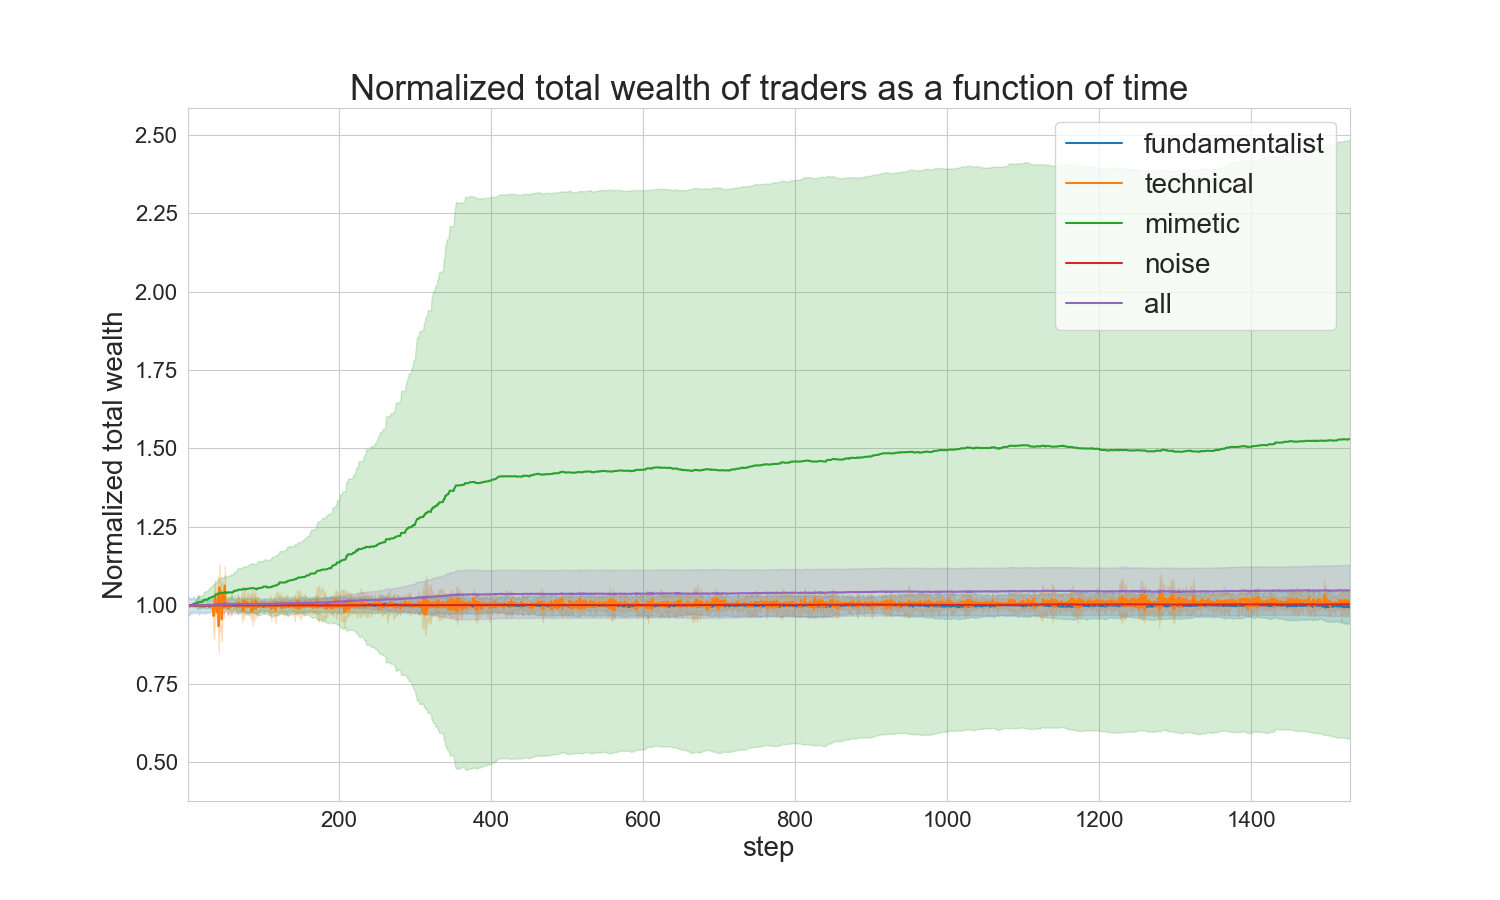 Normalized total wealth of traders as a function of time
Normalized total wealth
2.50
2.25
2.00
1.75
1.50
1.25
1.00
0.75
0.50
fundamentalist
technical
mimetic
noise
all
200 400 600 800 1000 1200 1400
step